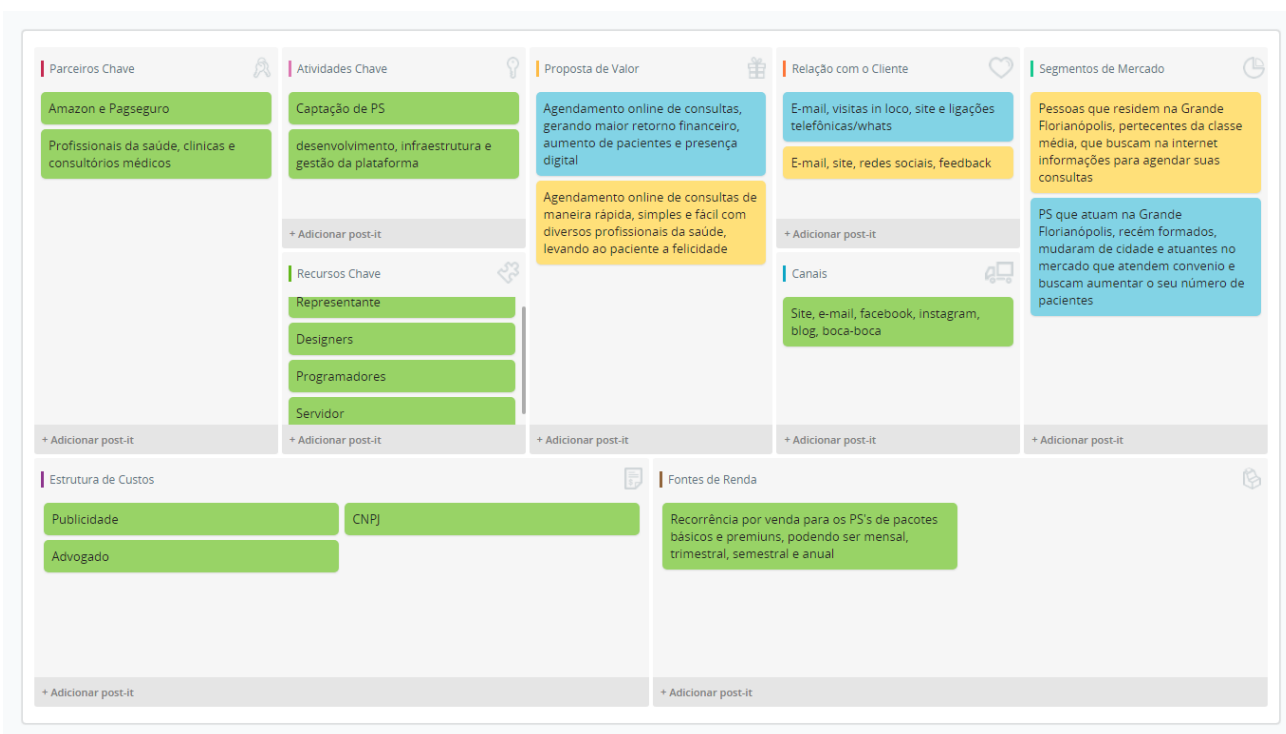 Parceiros Chave
Amazon e Pagseguro
Profissionais da saúde, clinicas e
consultórios médicos
+ Adicionar post-it
Atividades Chave
Captação de PS
desenvolvimento, infraestrutura e
gestão da plataforma
+ Adicionar post-it
Recursos Chave
Representante
Designers
Programadores
Servidor
+ Adicionar post-it
Proposta de Valor
Agendamento online de consultas,
gerando maior retorno financeiro,
aumento de pacientes e presença
digital
Agendamento online de consultas de
maneira rápida, simples e fácil com
diversos profissionais da saúde,
levando ao paciente a felicidade
+ Adicionar post-it
Relação com o Cliente
E-mail, visitas in loco, site e ligações
telefônicas/whats
E-mail, site, redes sociais, feedback
+ Adicionar post-it
Canais
Site, e-mail, facebook, instagram,
blog, boca-boca
+ Adicionar post-it
Segmentos de Mercado
Pessoas que residem na Grande
Florianópolis, pertecentes da classe
média, que buscam na internet
informações para agendar suas
consultas
PS que atuam na Grande
Florianópolis, recém formados,
mudaram de cidade e atuantes no
mercado que atendem convenio e
buscam aumentar o seu número de
pacientes
+ Adicionar post-it
Estrutura de Custos
Publicidade
CNPJ
Advogado
+ Adicionar post-it
Fontes de Renda
Recorrência por venda para os PS's de pacotes
básicos e premiuns, podendo ser mensal,
trimestral, semestral e anual
+ Adicionar post-it